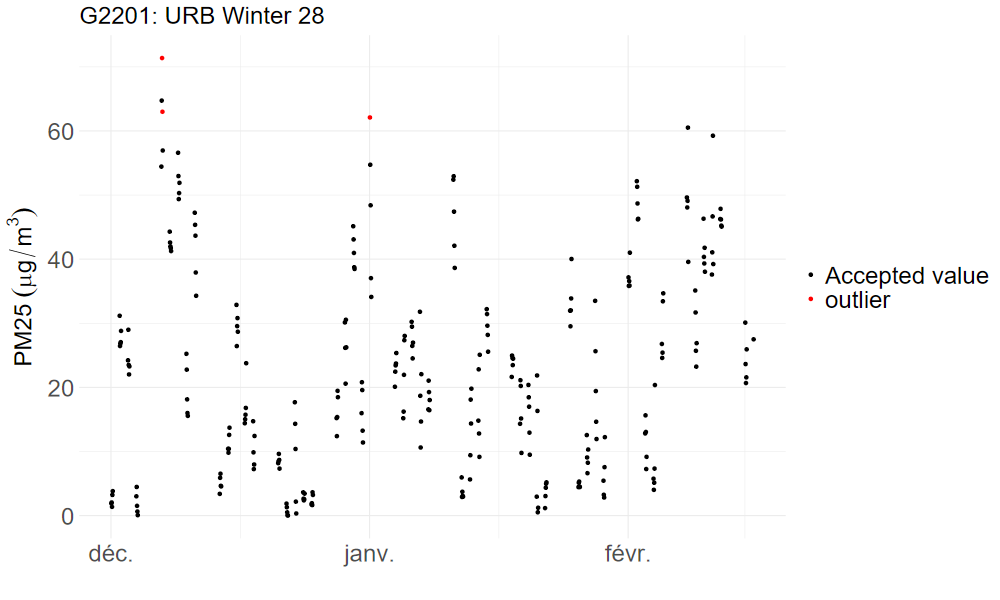 G2201: URB Winter 28
PM25 (μg/m³)
60
40
20
0
déc.
janv.
févr.
Accepted value
outlier